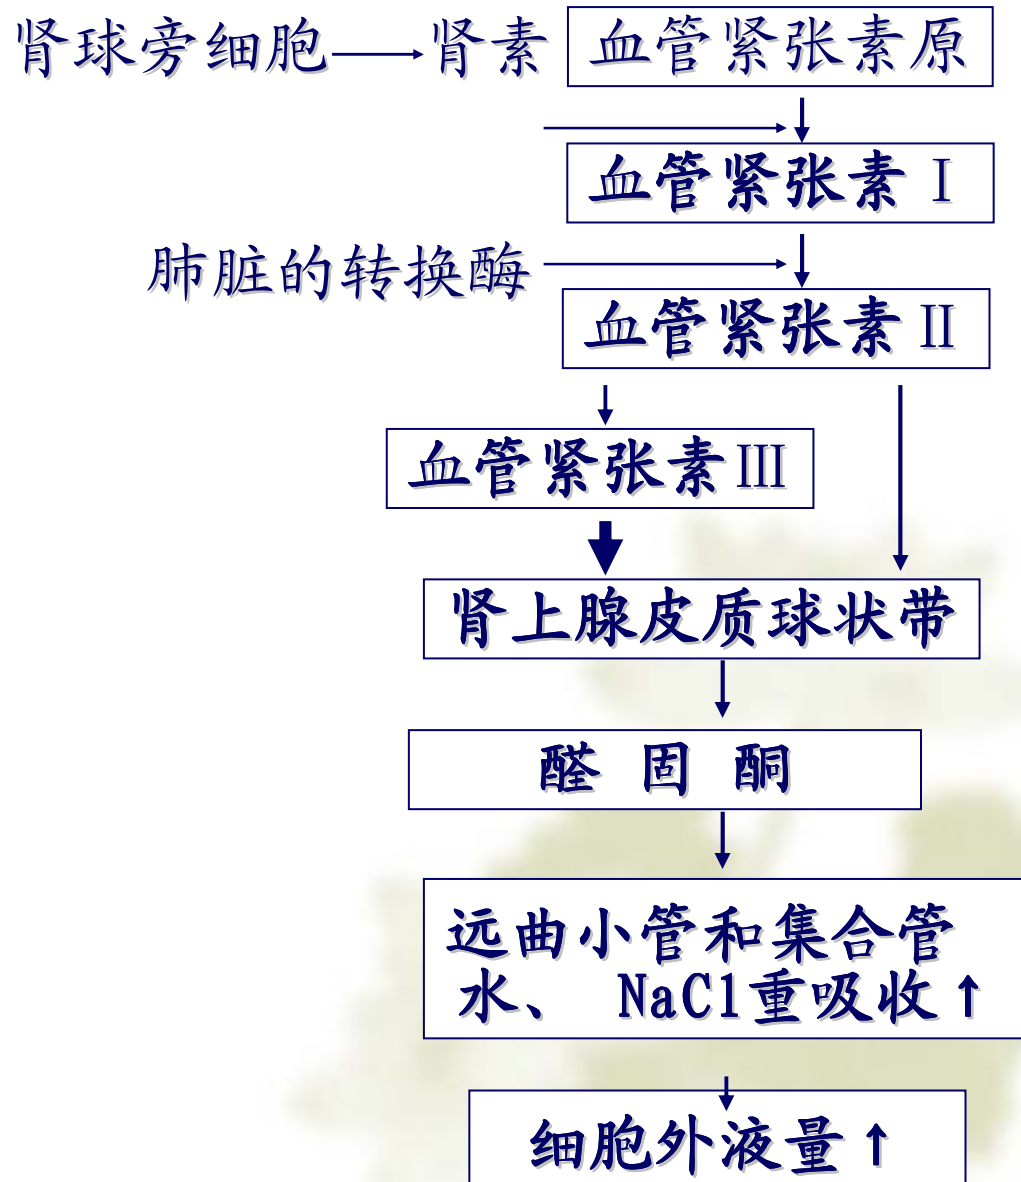 肾球旁细胞 肾素 血管紧张素原
血管紧张素Ⅰ
肺脏的转换酶
血管紧张素Ⅱ
血管紧张素Ⅲ
肾上腺皮质球状带
醛 固 酮
远曲小管和集合管
水、 NaCl重吸收↑
细胞外液量↑